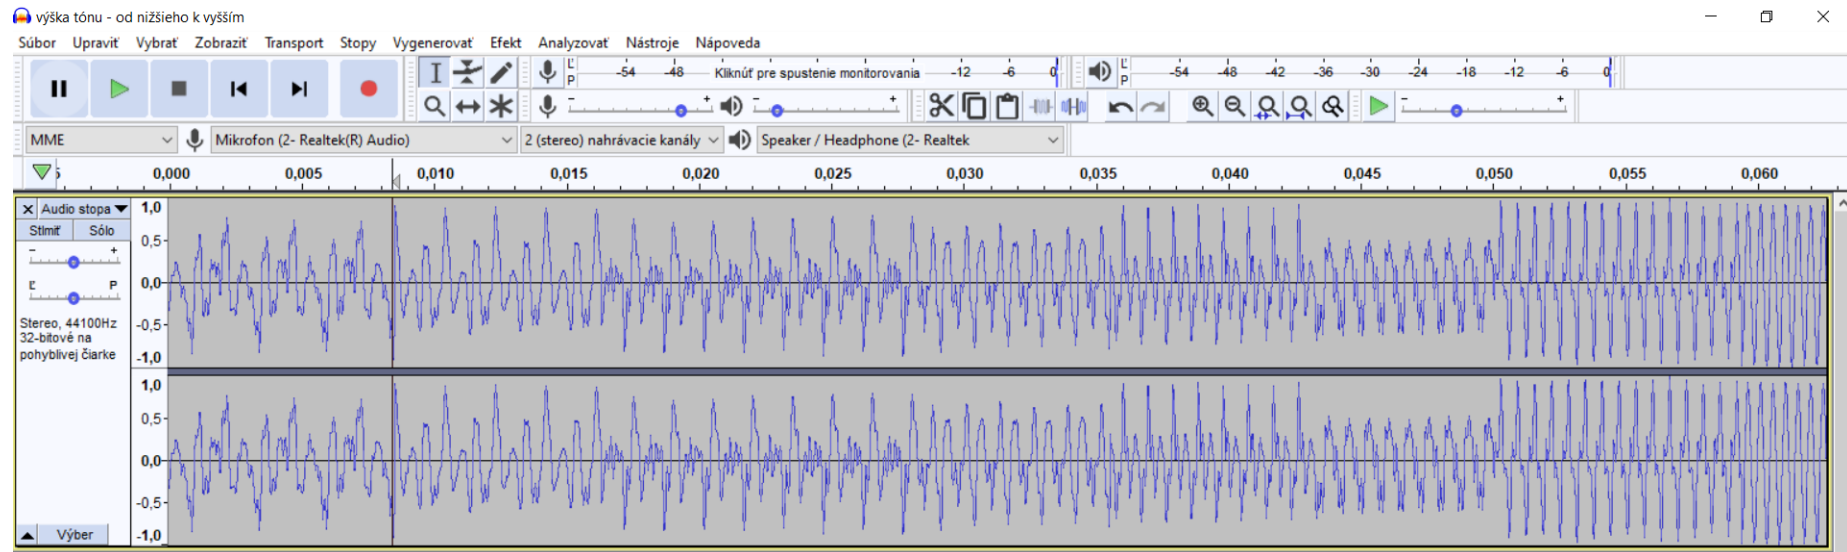 výška tónu - od nižšieho k vyšším
Súbor Upraviť Vybrať Zobraziť Transport Stopy Vygenerovať Efekt Analyzovať Nástroje Nápoveda
Ľ P -54 -48 Kliknúť pre spustenie monitorovania -12 -6 0 Ľ P -54 -48 -42 -36 -30 -24 -18 -12 -6 0
- + - + - +
MME Mikrofon (2- Realtek(R) Audio) 2 (stereo) nahrávacie kanály Speaker / Headphone (2- Realtek
0,000 0,005 0,010 0,015 0,020 0,025 0,030 0,035 0,040 0,045 0,050 0,055 0,060
Audio stopa
Stlmiť Sólo
- +
Ľ P
Stereo, 44100Hz
32-bitové na
pohyblivej čiarke
Výber
1,0
0,5
0,0
-0,5
-1,0
1,0
0,5
0,0
-0,5
-1,0